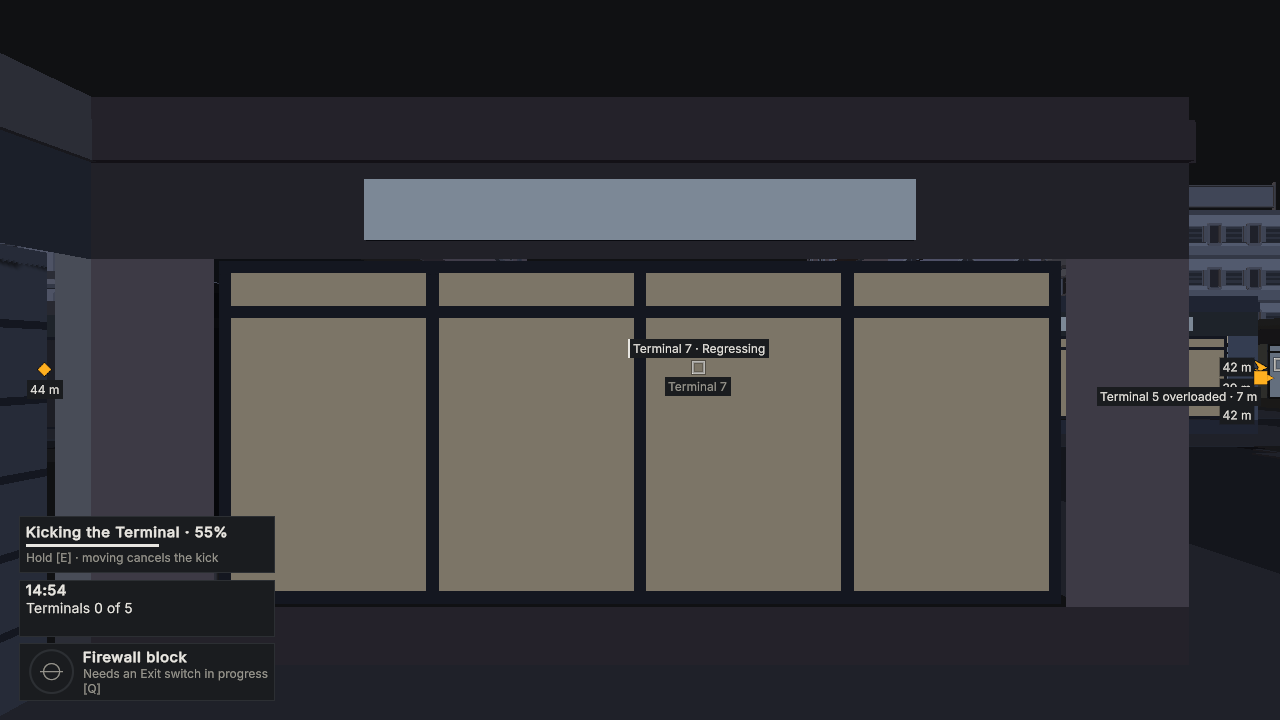 Terminal 7 · Regressing
Terminal 7
44 m
42 m
Terminal 5 overloaded · 7 m
42 m
Kicking the Terminal · 55%
Hold [E] · moving cancels the kick
14:54
Terminals 0 of 5
Firewall block
Needs an Exit switch in progress
[Q]